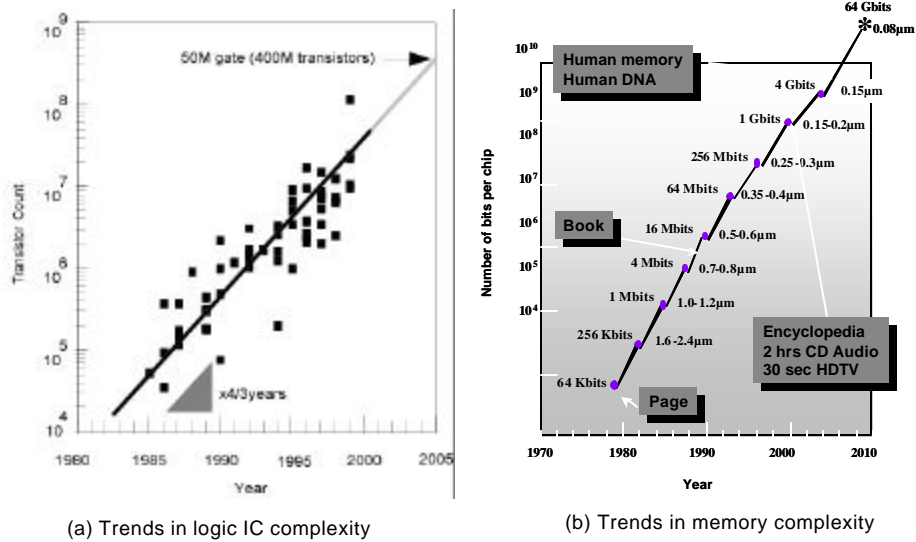 10^9
10^8
10^7
10^6
10^5
10^4
Transistor Count
50M gate (400M transistors)
x4/3years
1980
1985
1990
1995
2000
2005
Year
(a) Trends in logic IC complexity
64 Gbits
0.08µm
10^10
10^9
10^8
10^7
10^6
10^5
10^4
Number of bits per chip
Human memory
Human DNA
4 Gbits
0.15µm
1 Gbits
0.15-0.2µm
256 Mbits
0.25-0.3µm
64 Mbits
0.35-0.4µm
Book
16 Mbits
0.5-0.6µm
4 Mbits
0.7-0.8µm
1 Mbits
1.0-1.2µm
256 Kbits
1.6-2.4µm
64 Kbits
Encyclopedia
2 hrs CD Audio
30 sec HDTV
Page
1970
1980
1990
2000
2010
Year
(b) Trends in memory complexity